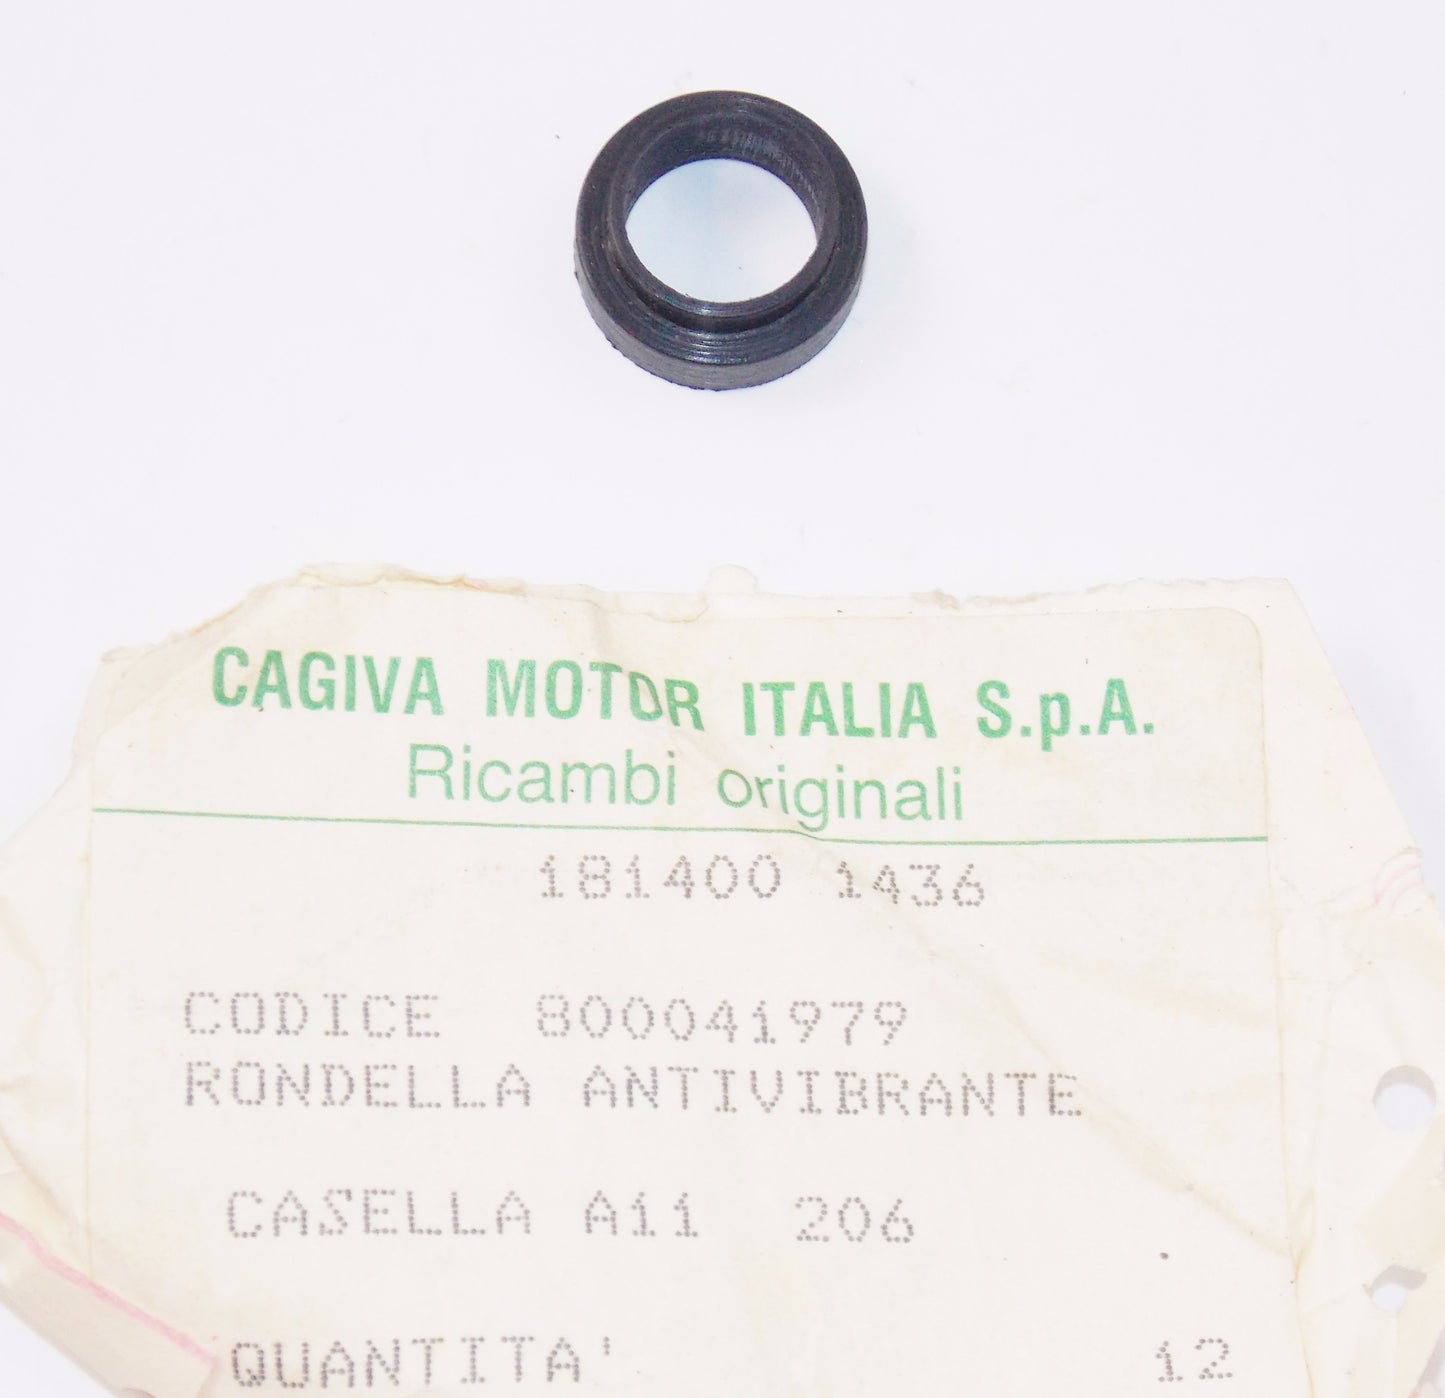 CAGIVA MOTOR ITALIA S.p.A.
Ricambi originali
181400 1436
CODICE 800041979
RONDELLA ANTIVIBRANTE
CASELLA A11 206
QUANTITA' 12